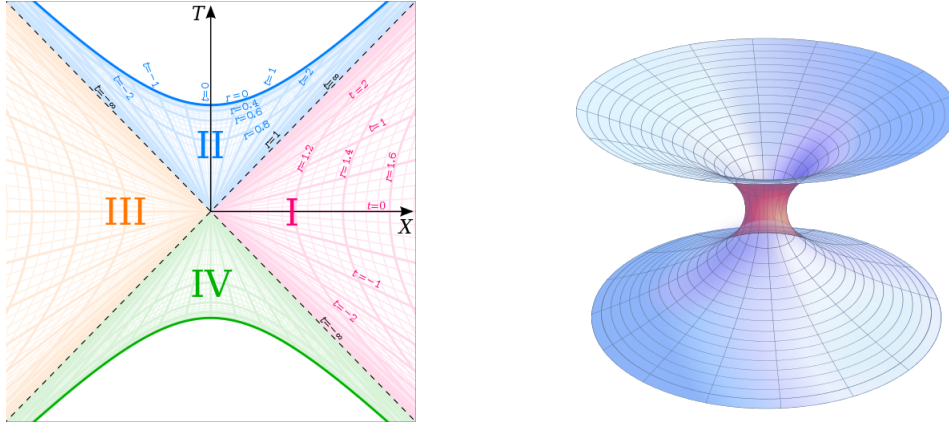 T
t=-1
t=-2
t=0
t=1
t=2
t=∞
t=-∞
r=0
r=0.4
r=0.6
r=0.8
r=1
t=2
t=1
II
r=1.2
r=1.4
r=1.6
III
I
t=0
X
IV
t=-1
t=-2
t=-∞